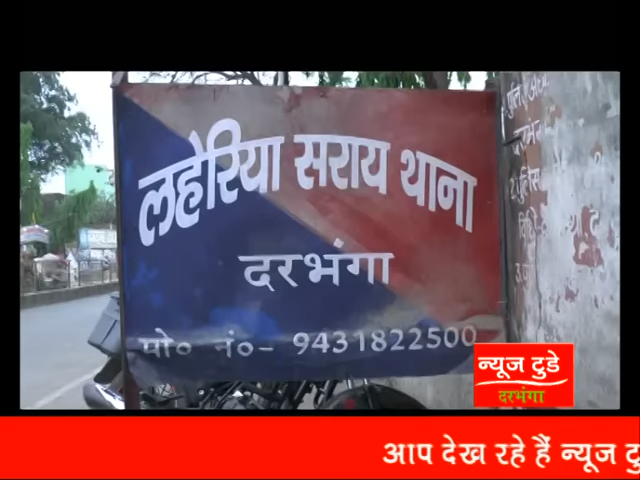 लहेरिया सराय थाना
दरभंगा
पो० नं०- 9431822500
न्यूज टुडे
दरभंगा
आप देख रहे हैं न्यूज